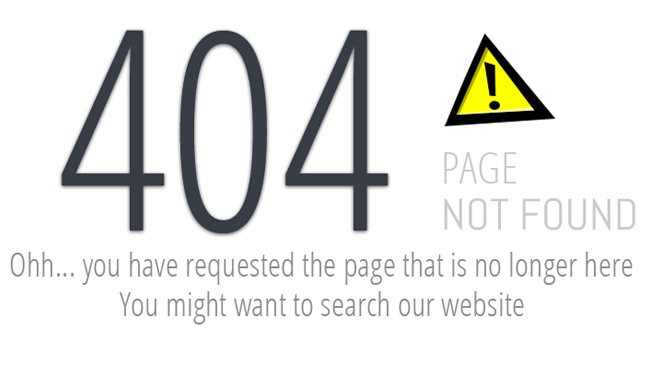 404
!
PAGE
NOT FOUND
Ohh... you have requested the page that is no longer here
You might want to search our website